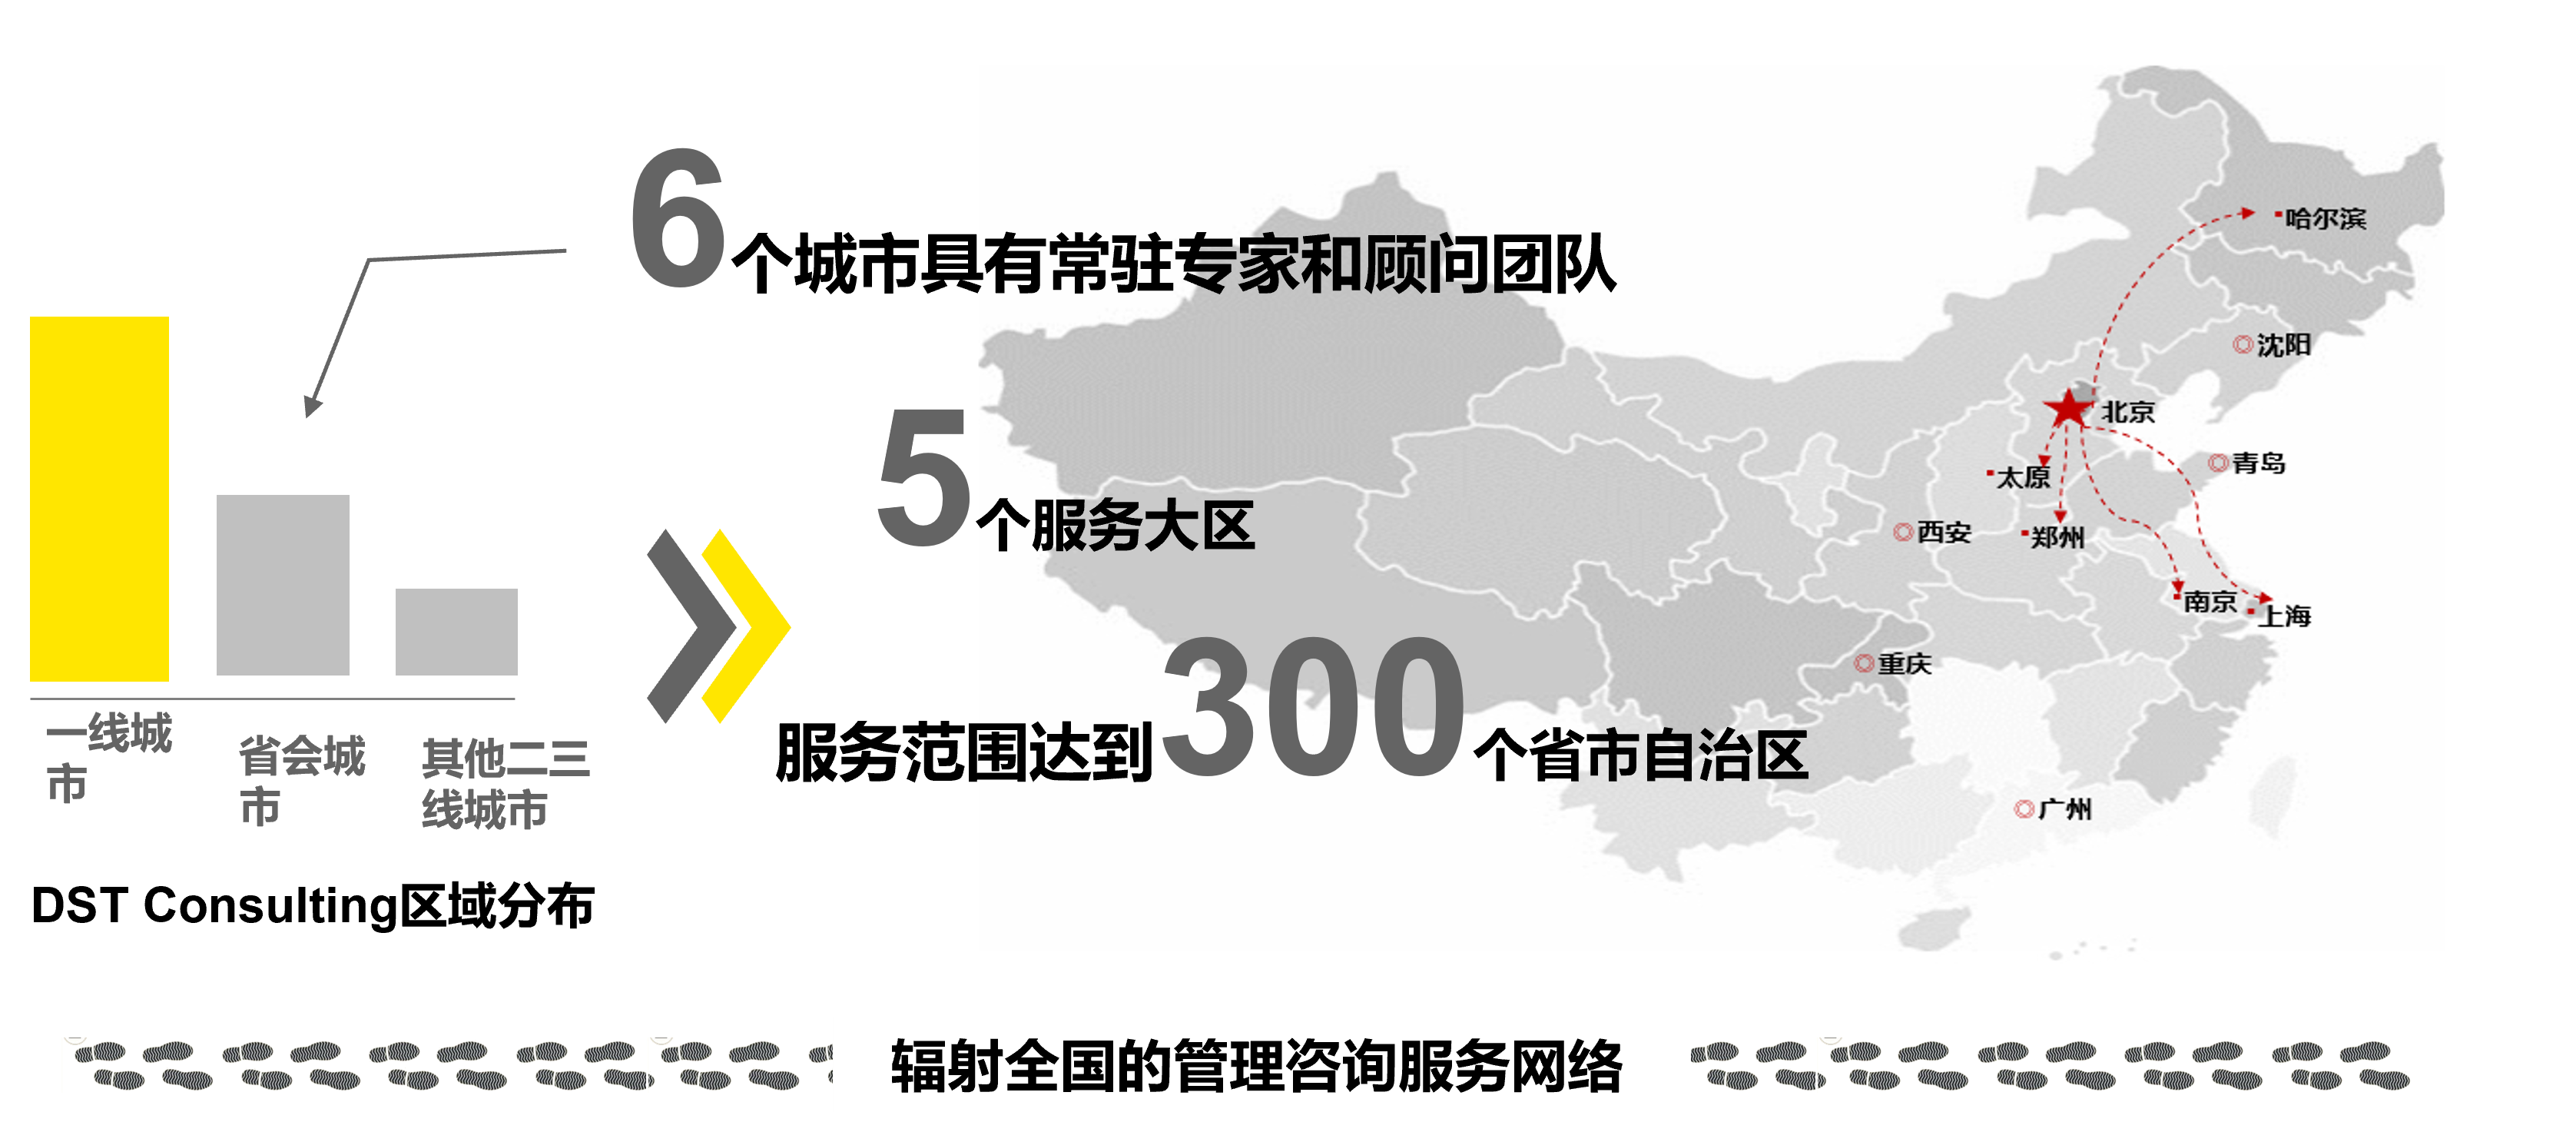 6个城市具有常驻专家和顾问团队
5个服务大区
服务范围达到300个省市自治区
一线城
市
省会城
市
其他二三
线城市
DST Consulting区域分布
哈尔滨
沈阳
北京
太原
青岛
西安
郑州
南京
上海
重庆
广州
辐射全国的管理咨询服务网络